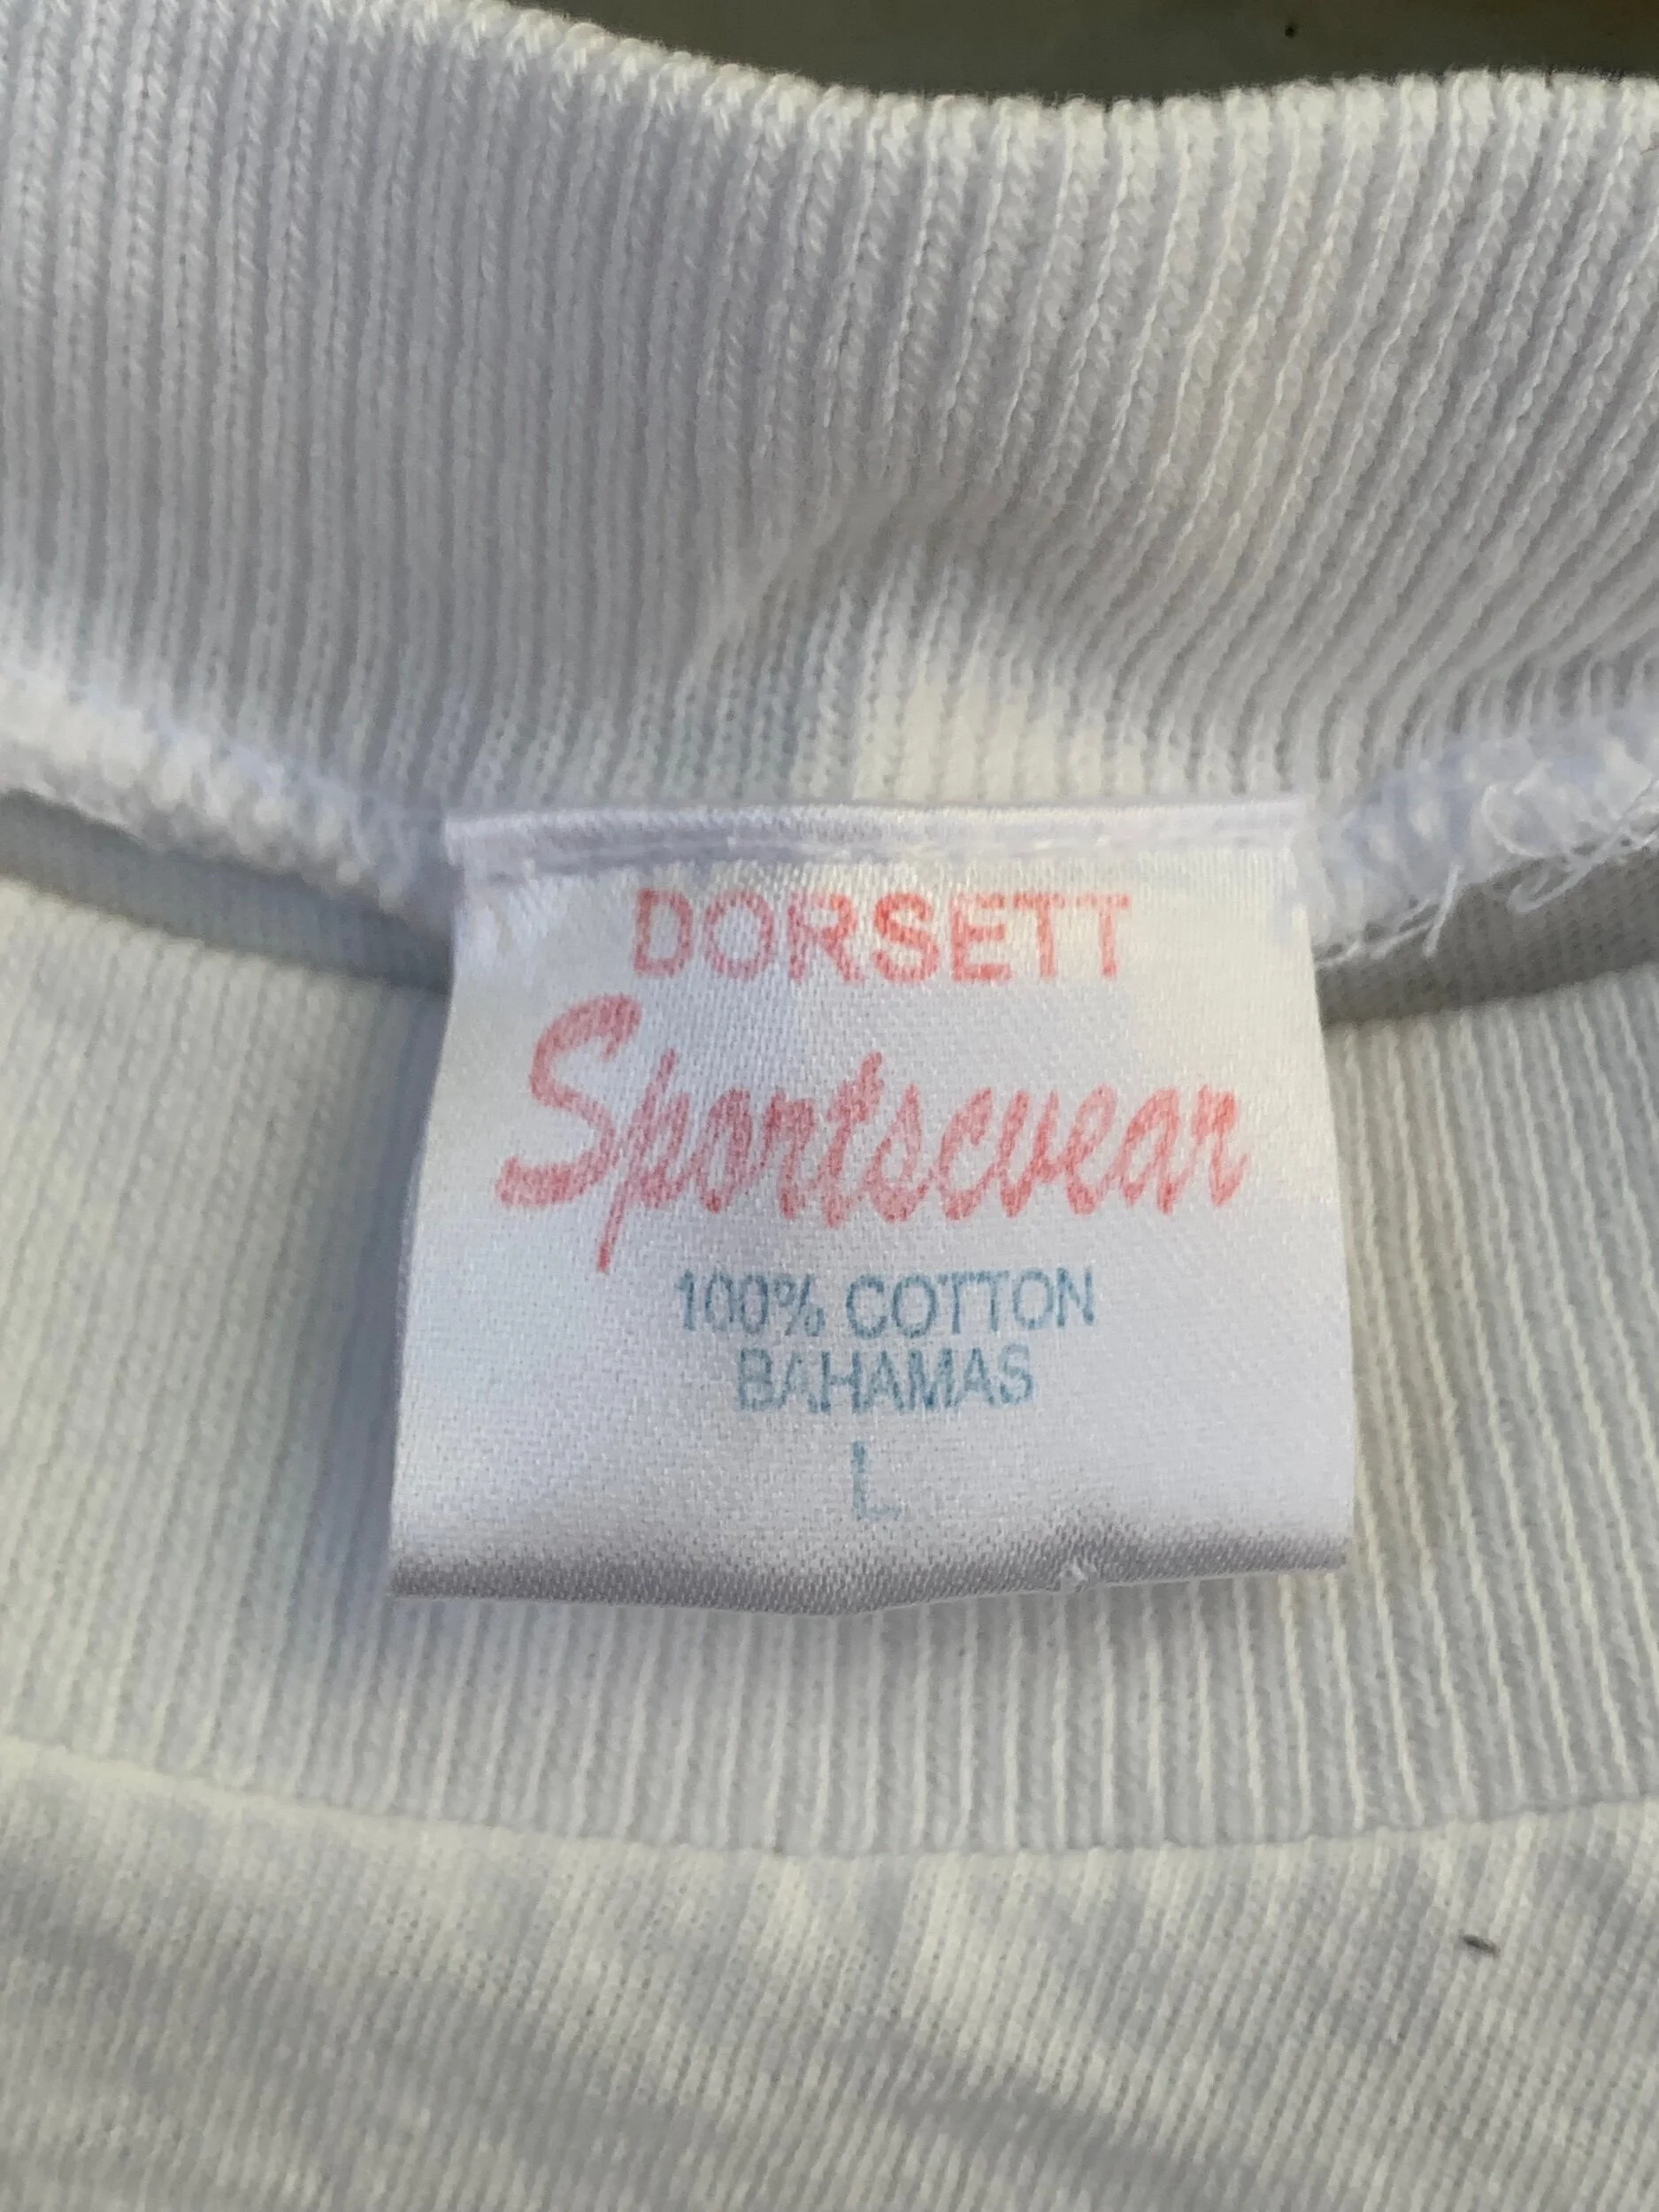 DORSETT
Sportswear
100% COTTON
BAHAMAS
L